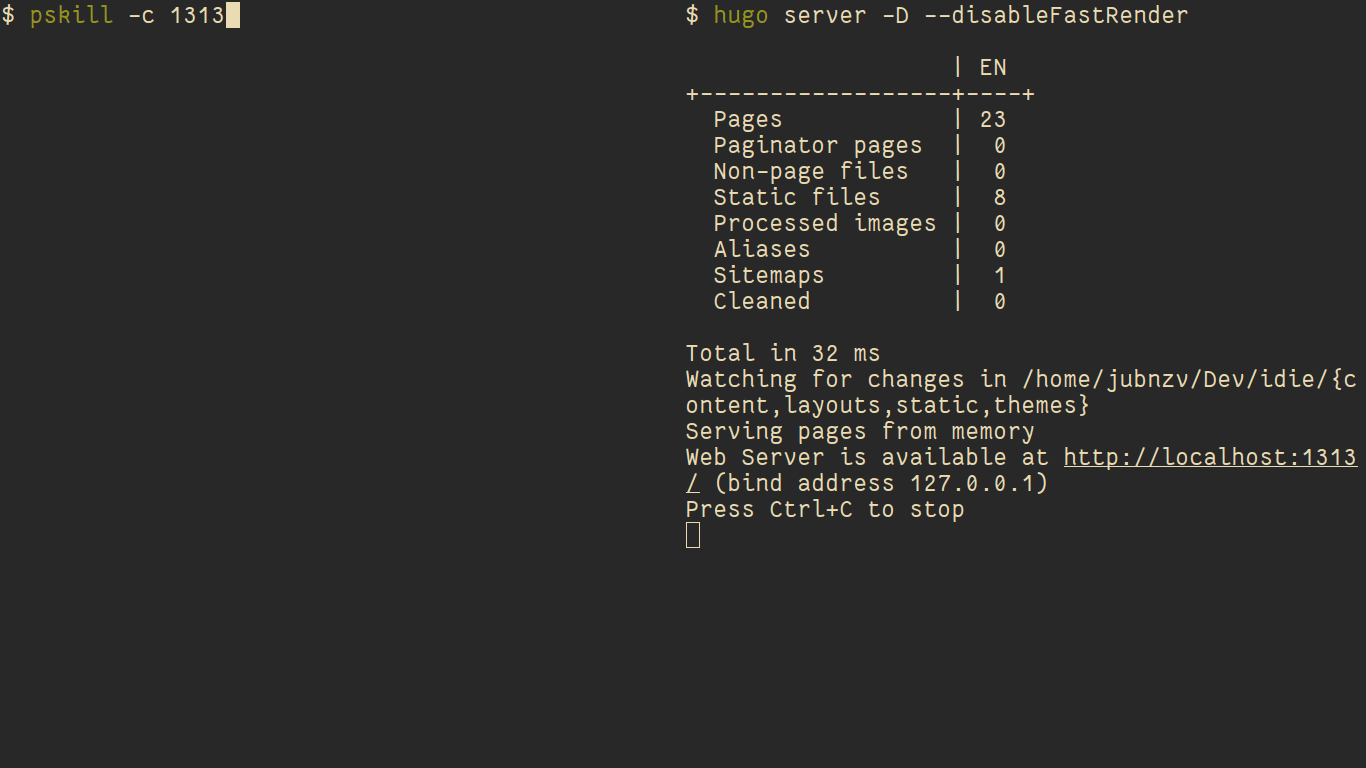 $ pskill -c 1313
$ hugo server -D --disableFastRender
                   | EN
+------------------+----+
  Pages            | 23
  Paginator pages  |  0
  Non-page files   |  0
  Static files     |  8
  Processed images |  0
  Aliases          |  0
  Sitemaps         |  1
  Cleaned          |  0
Total in 32 ms
Watching for changes in /home/jubnzv/Dev/idie/{c
ontent,layouts,static,themes}
Serving pages from memory
Web Server is available at http://localhost:1313
/ (bind address 127.0.0.1)
Press Ctrl+C to stop